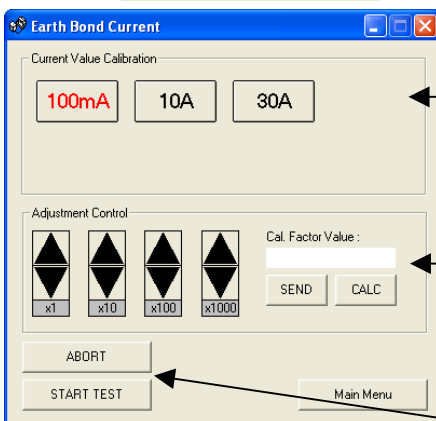 Earth Bond Current
Current Value Calibration
100mA 10A 30A
Adjustment Control
Cal. Factor Value :
SEND CALC
x1 x10 x100 x1000
ABORT
START TEST Main Menu